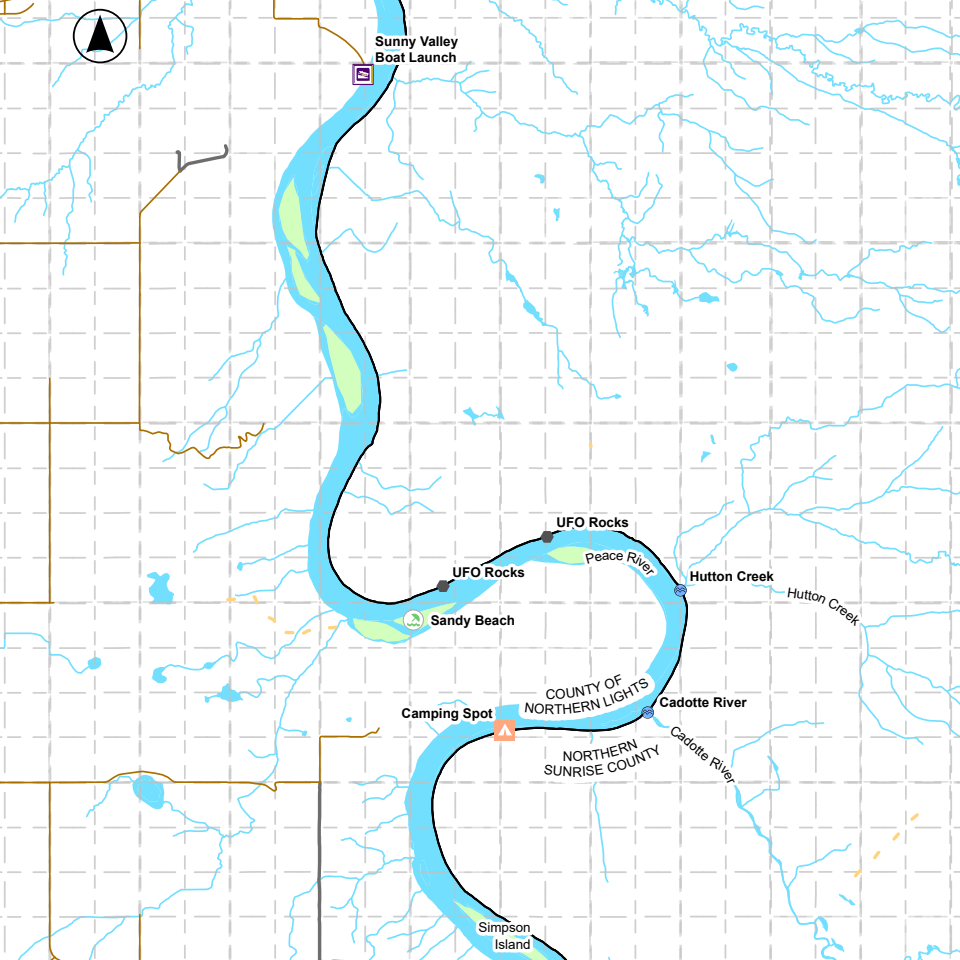 Sunny Valley
Boat Launch
UFO Rocks
Peace River
UFO Rocks
Hutton Creek
Hutton Creek
Sandy Beach
COUNTY OF
NORTHERN LIGHTS
Cadotte River
Camping Spot
Cadotte River
NORTHERN
SUNRISE COUNTY
Simpson
Island